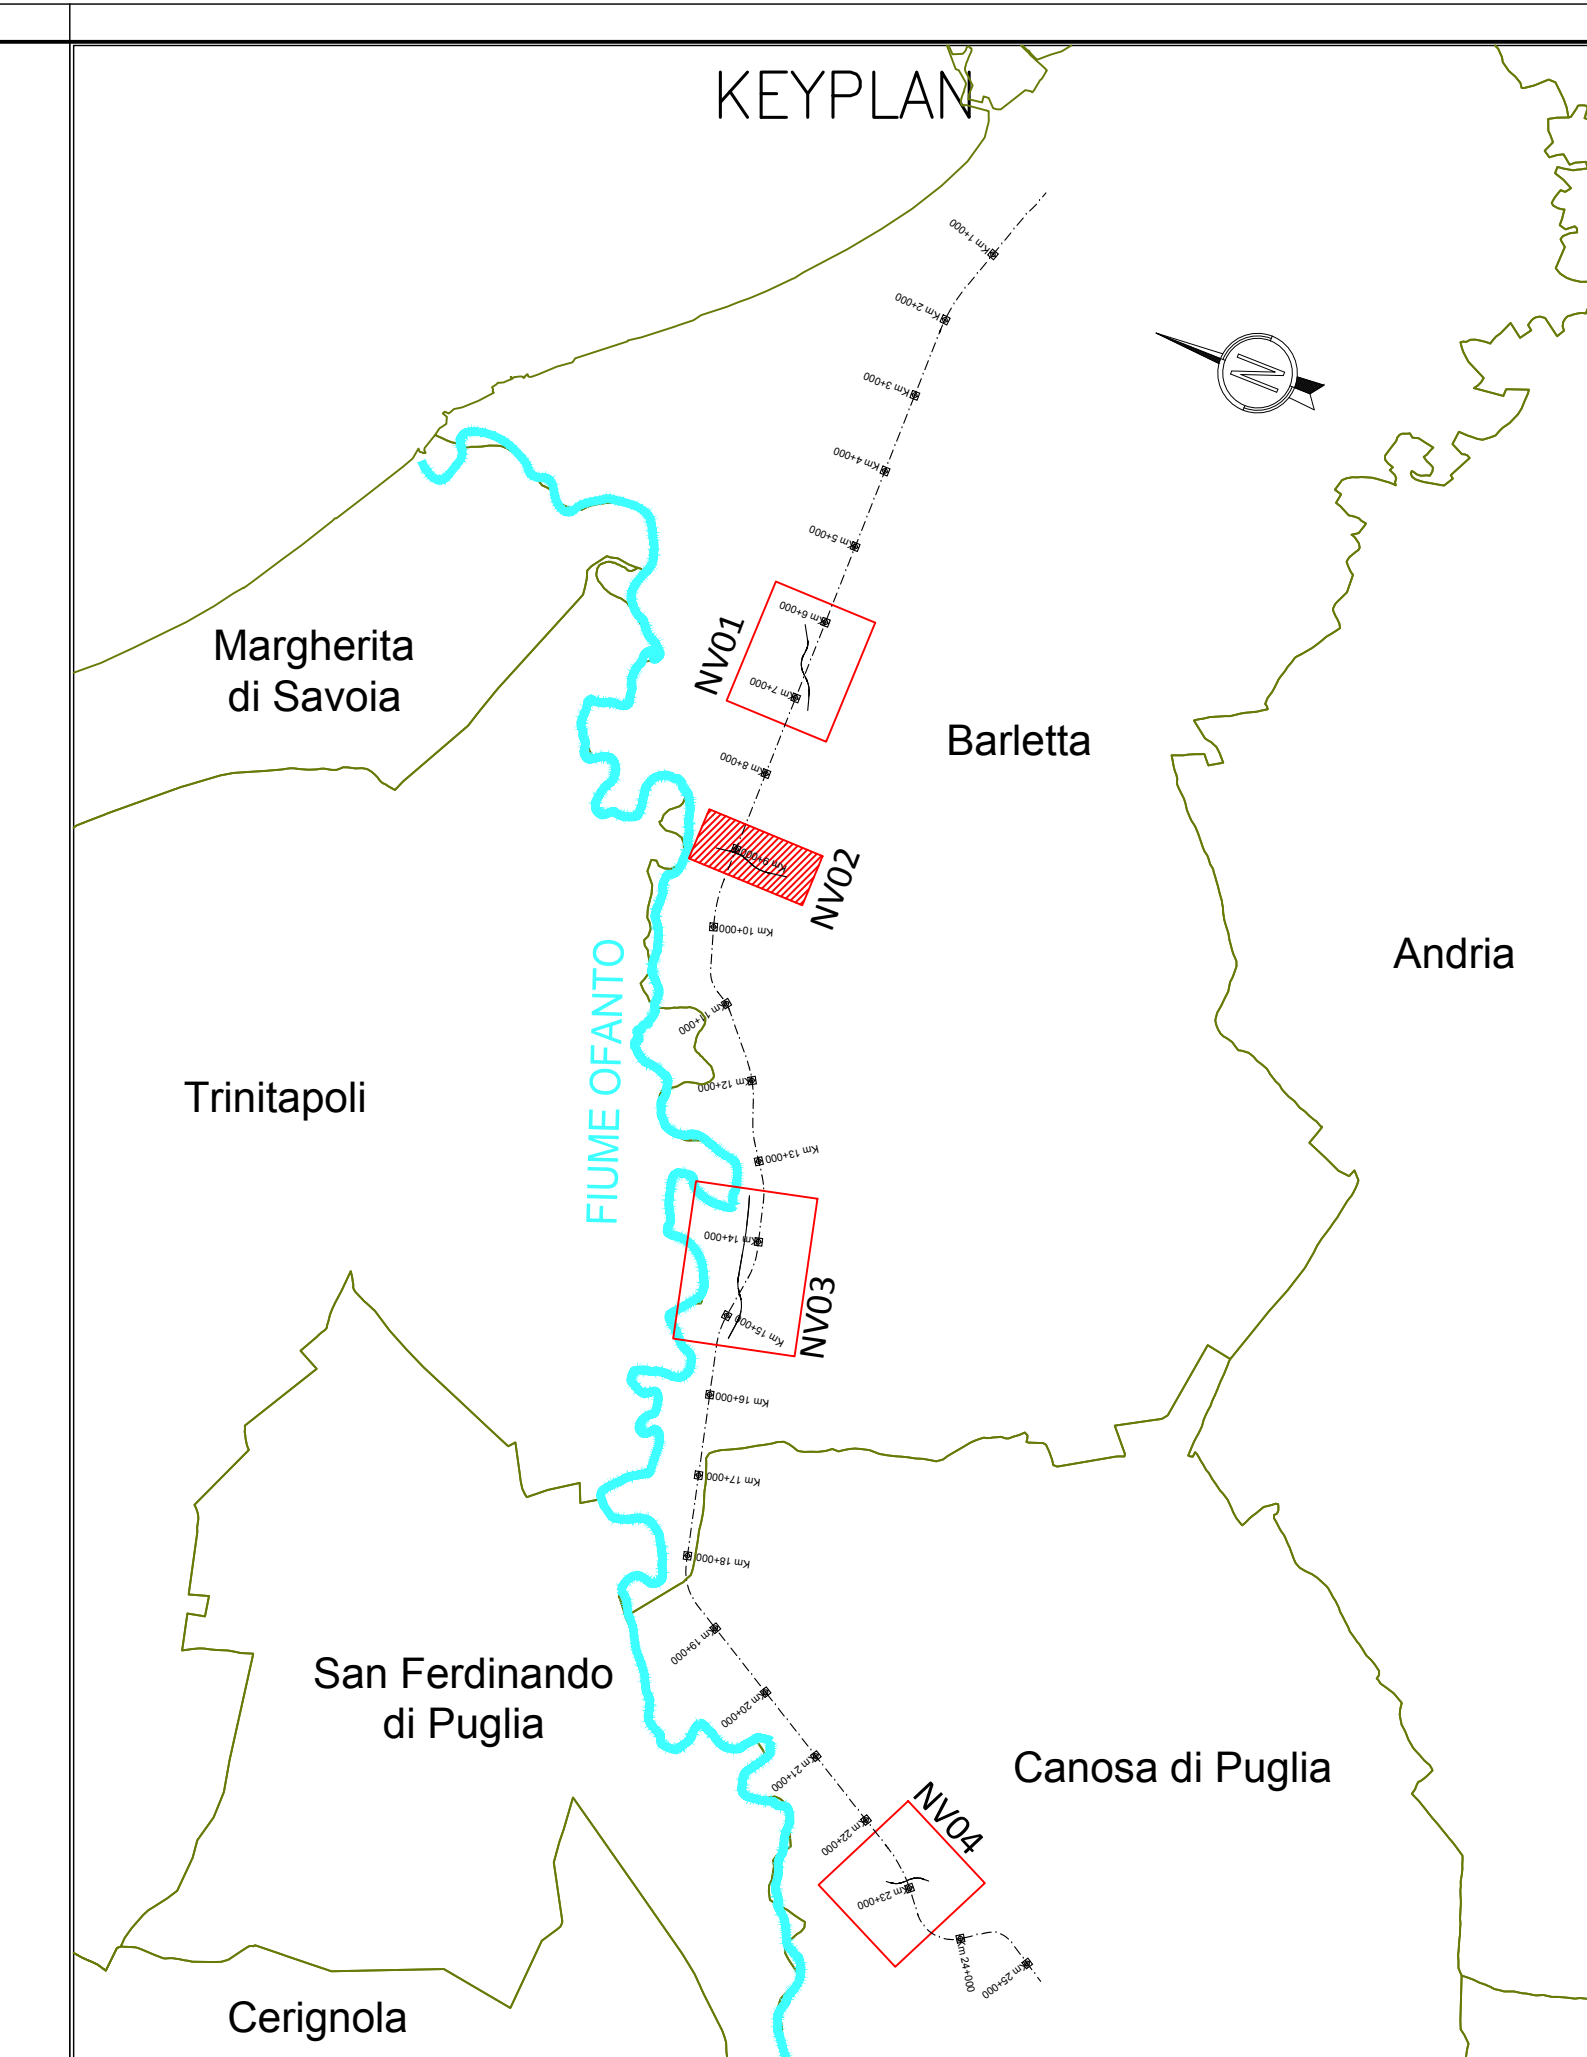 KEYPLAN
Km 1+000
Km 2+000
N
Km 3+000
Km 4+000
Km 5+000
Km 6+000
NV01
Margherita
di Savoia
Km 7+000
Barletta
Km 8+000
Km 9+000
NV02
Km 10+000
Andria
FIUME OFANTO
Km 11+000
Km 12+000
Trinitapoli
Km 13+000
Km 14+000
NV03
Km 15+000
Km 16+000
Km 17+000
Km 18+000
Km 19+000
San Ferdinando
di Puglia
Km 20+000
Km 21+000
Canosa di Puglia
Km 22+000
NV04
Km 23+000
Km 24+000
Km 25+000
Cerignola